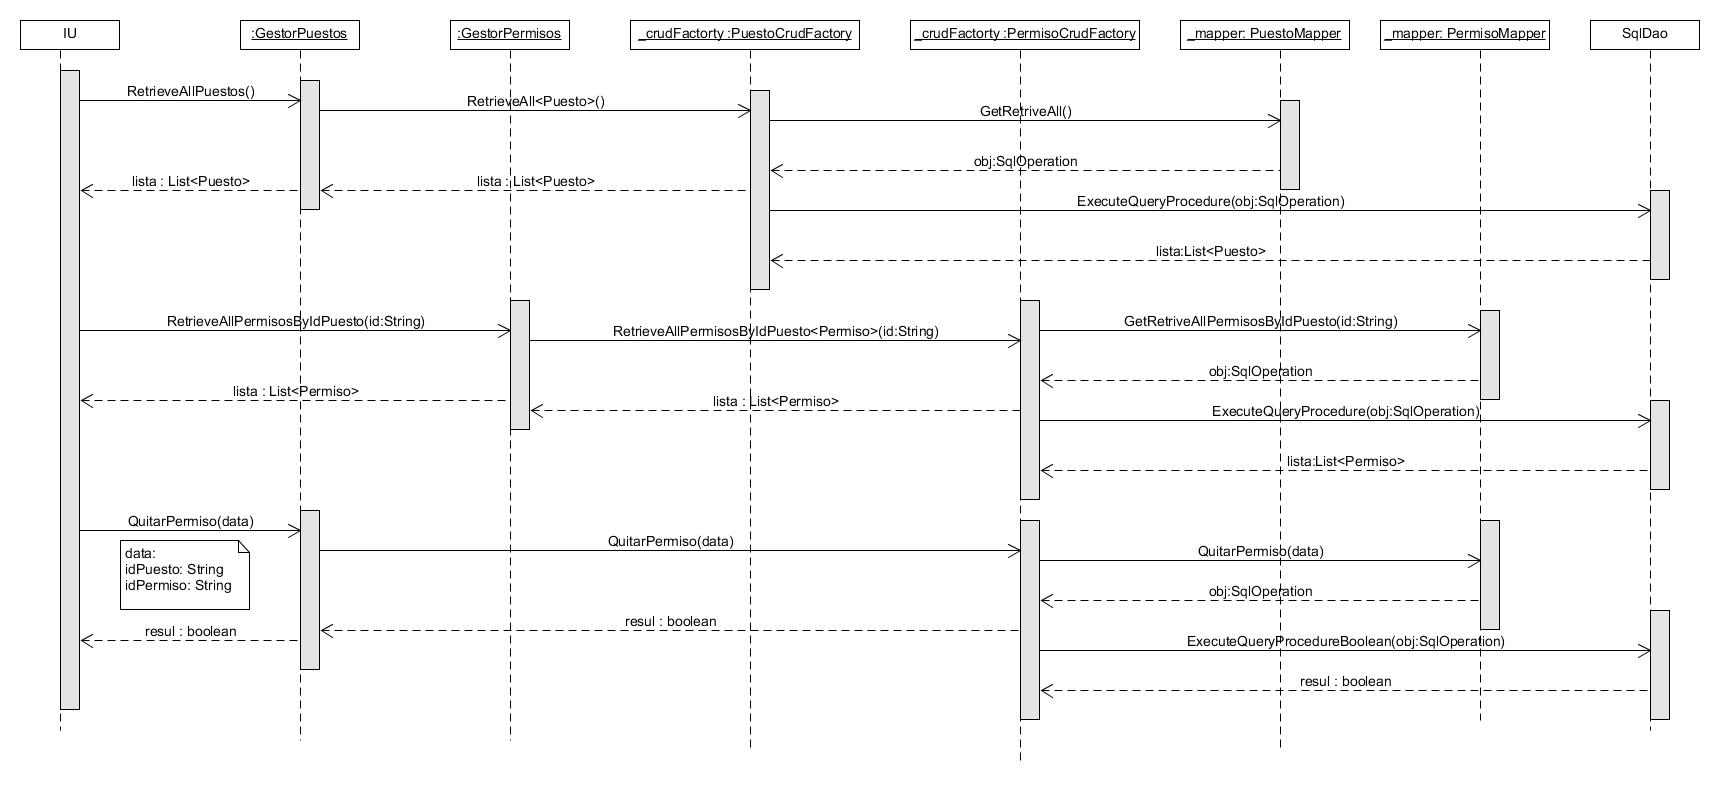 IU
:GestorPuestos
:GestorPermisos
_crudFactorty :PuestoCrudFactory
_crudFactorty :PermisoCrudFactory
_mapper: PuestoMapper
_mapper: PermisoMapper
SqlDao
RetrieveAllPuestos()
RetrieveAll<Puesto>()
GetRetriveAll()
obj:SqlOperation
lista : List<Puesto>
lista : List<Puesto>
ExecuteQueryProcedure(obj:SqlOperation)
lista:List<Puesto>
RetrieveAllPermisosByIdPuesto(id:String)
RetrieveAllPermisosByIdPuesto<Permiso>(id:String)
GetRetriveAllPermisosByIdPuesto(id:String)
obj:SqlOperation
lista : List<Permiso>
lista : List<Permiso>
ExecuteQueryProcedure(obj:SqlOperation)
lista:List<Permiso>
QuitarPermiso(data)
QuitarPermiso(data)
QuitarPermiso(data)
data:
idPuesto: String
idPermiso: String
obj:SqlOperation
resul : boolean
resul : boolean
ExecuteQueryProcedureBoolean(obj:SqlOperation)
resul : boolean